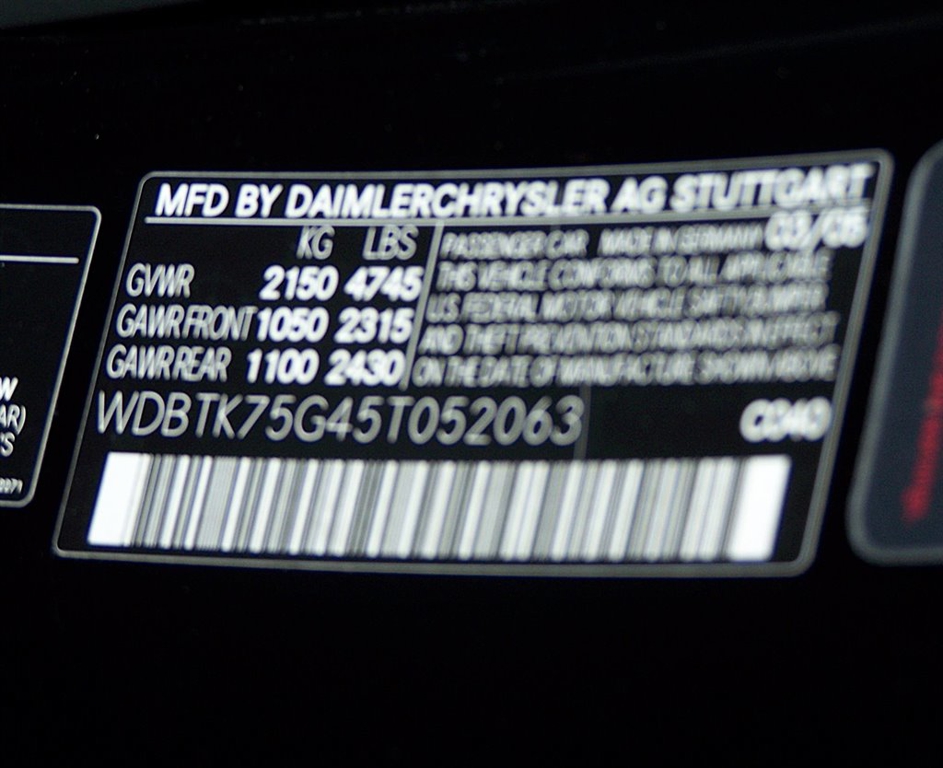 MFD BY DAIMLERCHRYSLER AG STUTTGART
KG LBS
GVWR 2150 4745
GAWR FRONT 1050 2315
GAWR REAR 1100 2430
PASSENGER CAR MADE IN GERMANY 03/05
THIS VEHICLE CONFORMS TO ALL APPLICABLE
U.S. FEDERAL MOTOR VEHICLE SAFTY, BUMPER
AND THEFT PREVENTION STANDARDS IN EFFECT
ON THE DATE OF MANUFACTURE SHOWN ABOVE
WDBTK75G45T052063
C040
W
AR)
'S